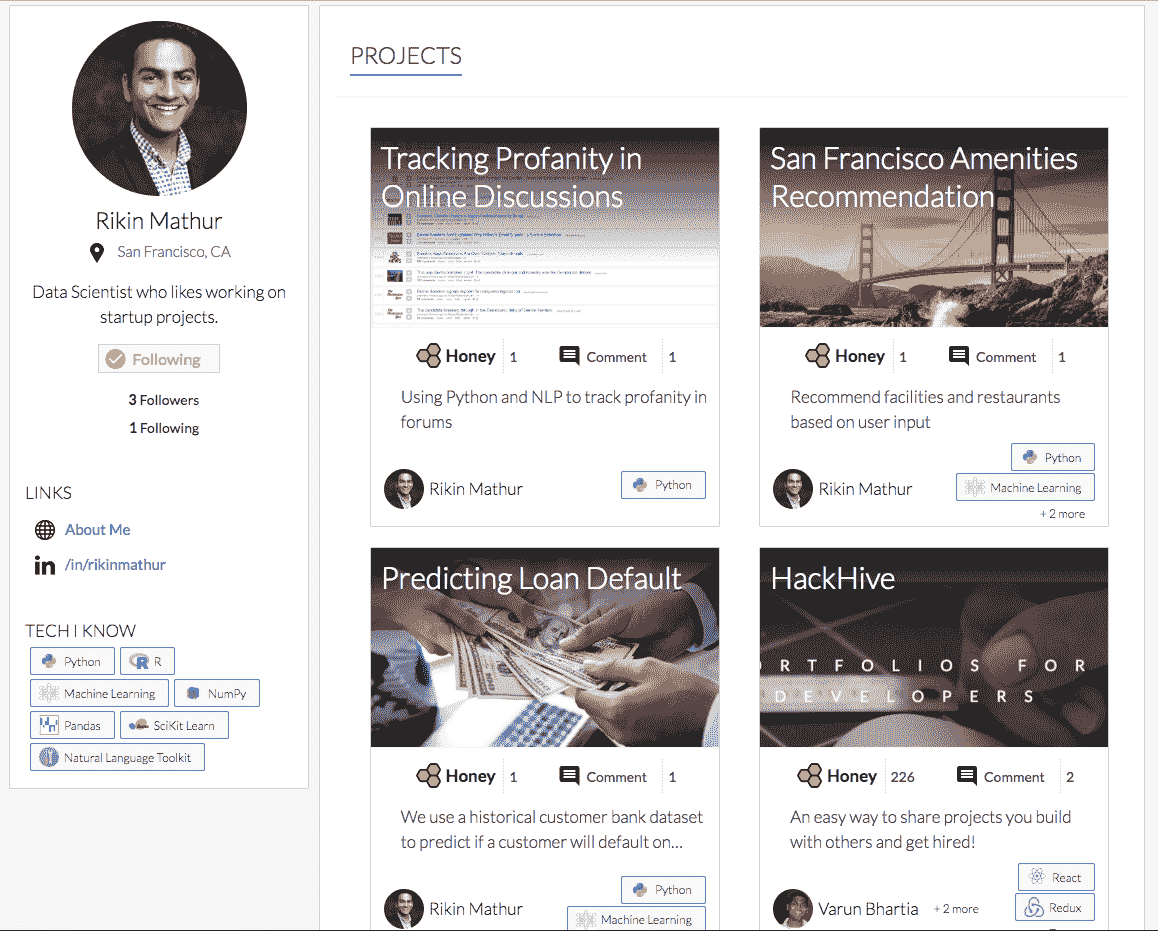 Rikin Mathur
San Francisco, CA
Data Scientist who likes working on
startup projects.
Following
3 Followers
1 Following
LINKS
About Me
/in/rikinmathur
TECH I KNOW
Python
R
Machine Learning
NumPy
Pandas
SciKit Learn
Natural Language Toolkit
PROJECTS
Tracking Profanity in
Online Discussions
Honey 1 Comment 1
Using Python and NLP to track profanity in
forums
Rikin Mathur
Python
San Francisco Amenities
Recommendation
Honey 1 Comment 1
Recommend facilities and restaurants
based on user input
Python
Rikin Mathur
Machine Learning
+ 2 more
Predicting Loan Default
Honey 1 Comment 1
We use a historical customer bank dataset
to predict if a customer will default on...
Python
Rikin Mathur
Machine Learning
HackHive
RTFOLIOS FOR
DEVELOPERS
Honey 226 Comment 2
An easy way to share projects you build
with others and get hired!
React
Varun Bhartia + 2 more
Redux